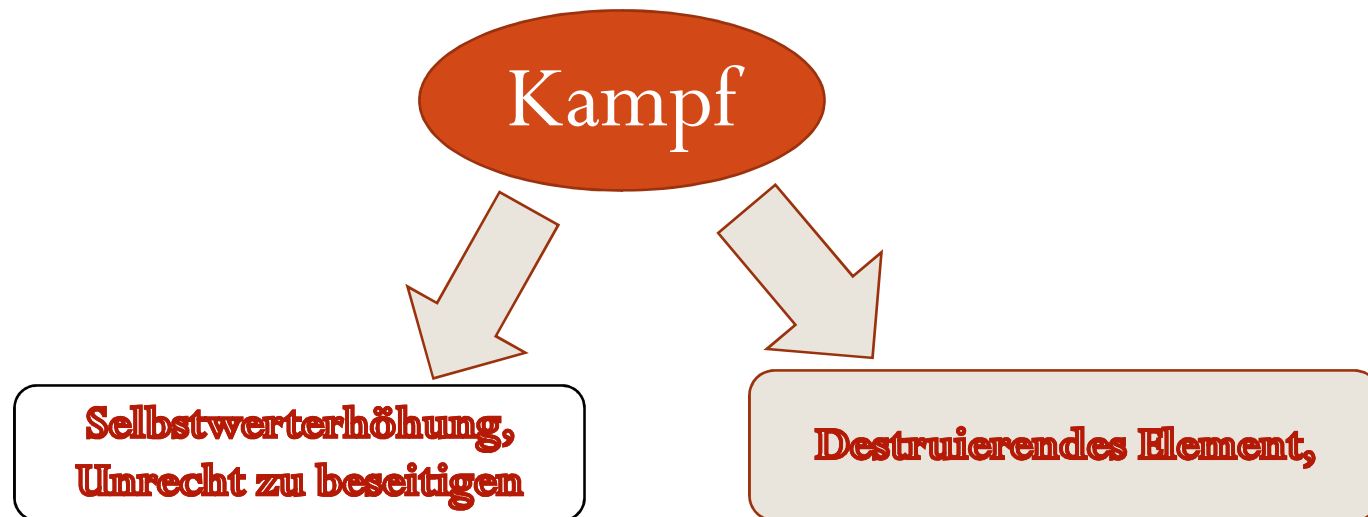 Kampf
Selbstwerterhöhung,
Unrecht zu beseitigen
Destruierendes Element,